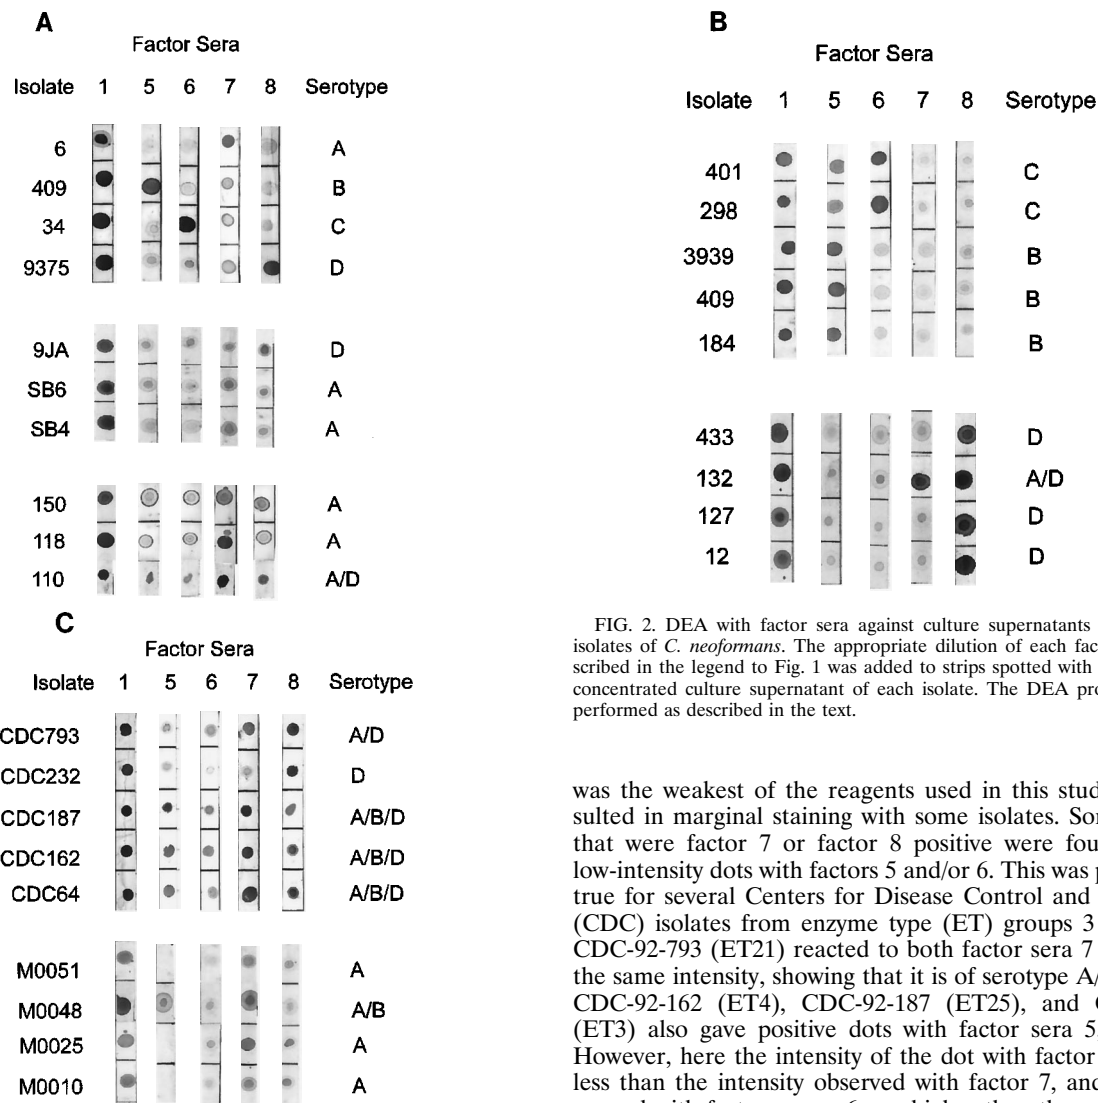 A
Factor Sera
Isolate 1 5 6 7 8 Serotype
6 A
409 B
34 C
9375 D
9JA D
SB6 A
SB4 A
150 A
118 A
110 A/D
B
Factor Sera
Isolate 1 5 6 7 8 Serotype
401 C
298 C
3939 B
409 B
184 B
433 D
132 A/D
127 D
12 D
C
Factor Sera
Isolate 1 5 6 7 8 Serotype
CDC793 A/D
CDC232 D
CDC187 A/B/D
CDC162 A/B/D
CDC64 A/B/D
M0051 A
M0048 A/B
M0025 A
M0010 A
FIG. 2. DEA with factor sera against culture supernatants
isolates of C. neoformans. The appropriate dilution of each fac
scribed in the legend to Fig. 1 was added to strips spotted with
concentrated culture supernatant of each isolate. The DEA pro
performed as described in the text.
was the weakest of the reagents used in this stud
sulted in marginal staining with some isolates. Som
that were factor 7 or factor 8 positive were fou
low-intensity dots with factors 5 and/or 6. This was p
true for several Centers for Disease Control and
(CDC) isolates from enzyme type (ET) groups 3
CDC-92-793 (ET21) reacted to both factor sera 7
the same intensity, showing that it is of serotype A/
CDC-92-162 (ET4), CDC-92-187 (ET25), and
(ET3) also gave positive dots with factor sera 5,
However, here the intensity of the dot with factor
less than the intensity observed with factor 7, and